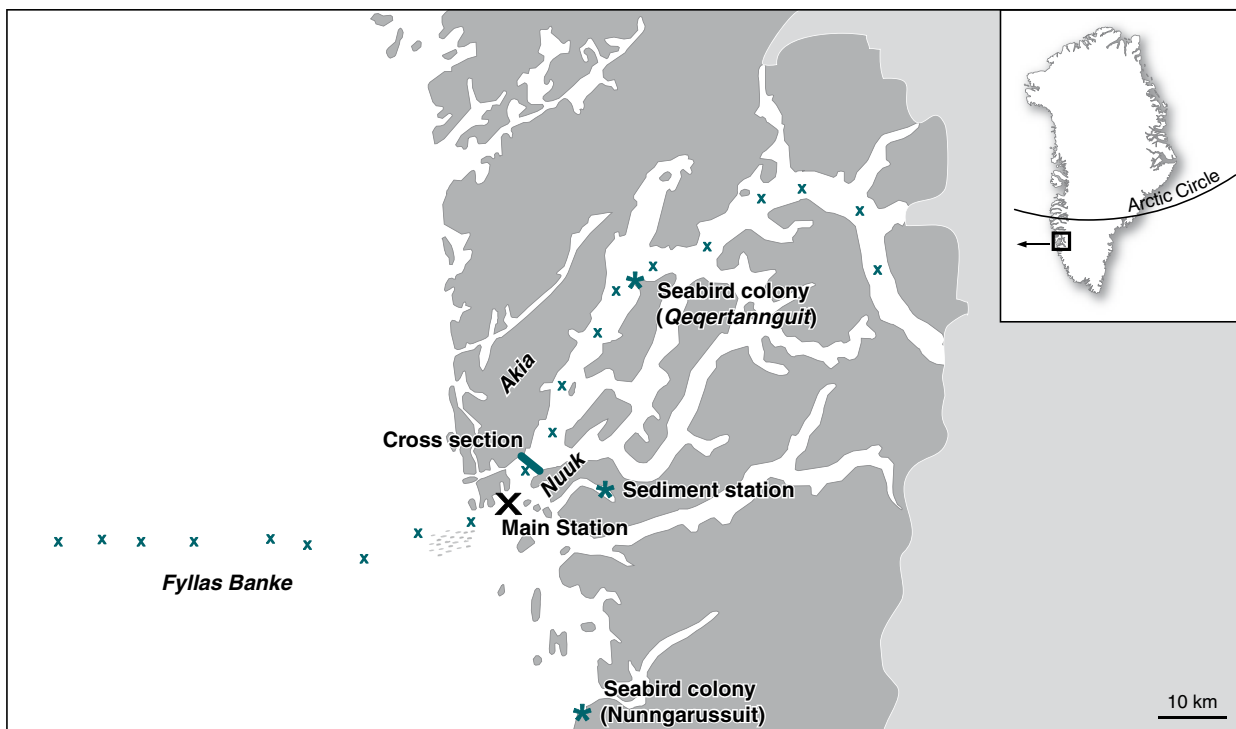 Arctic Circle
Seabird colony
(Qeqertannguit)
Akia
Cross section
Nuuk
Sediment station
Main Station
Fyllas Banke
Seabird colony
(Nunngarussuit)
10 km